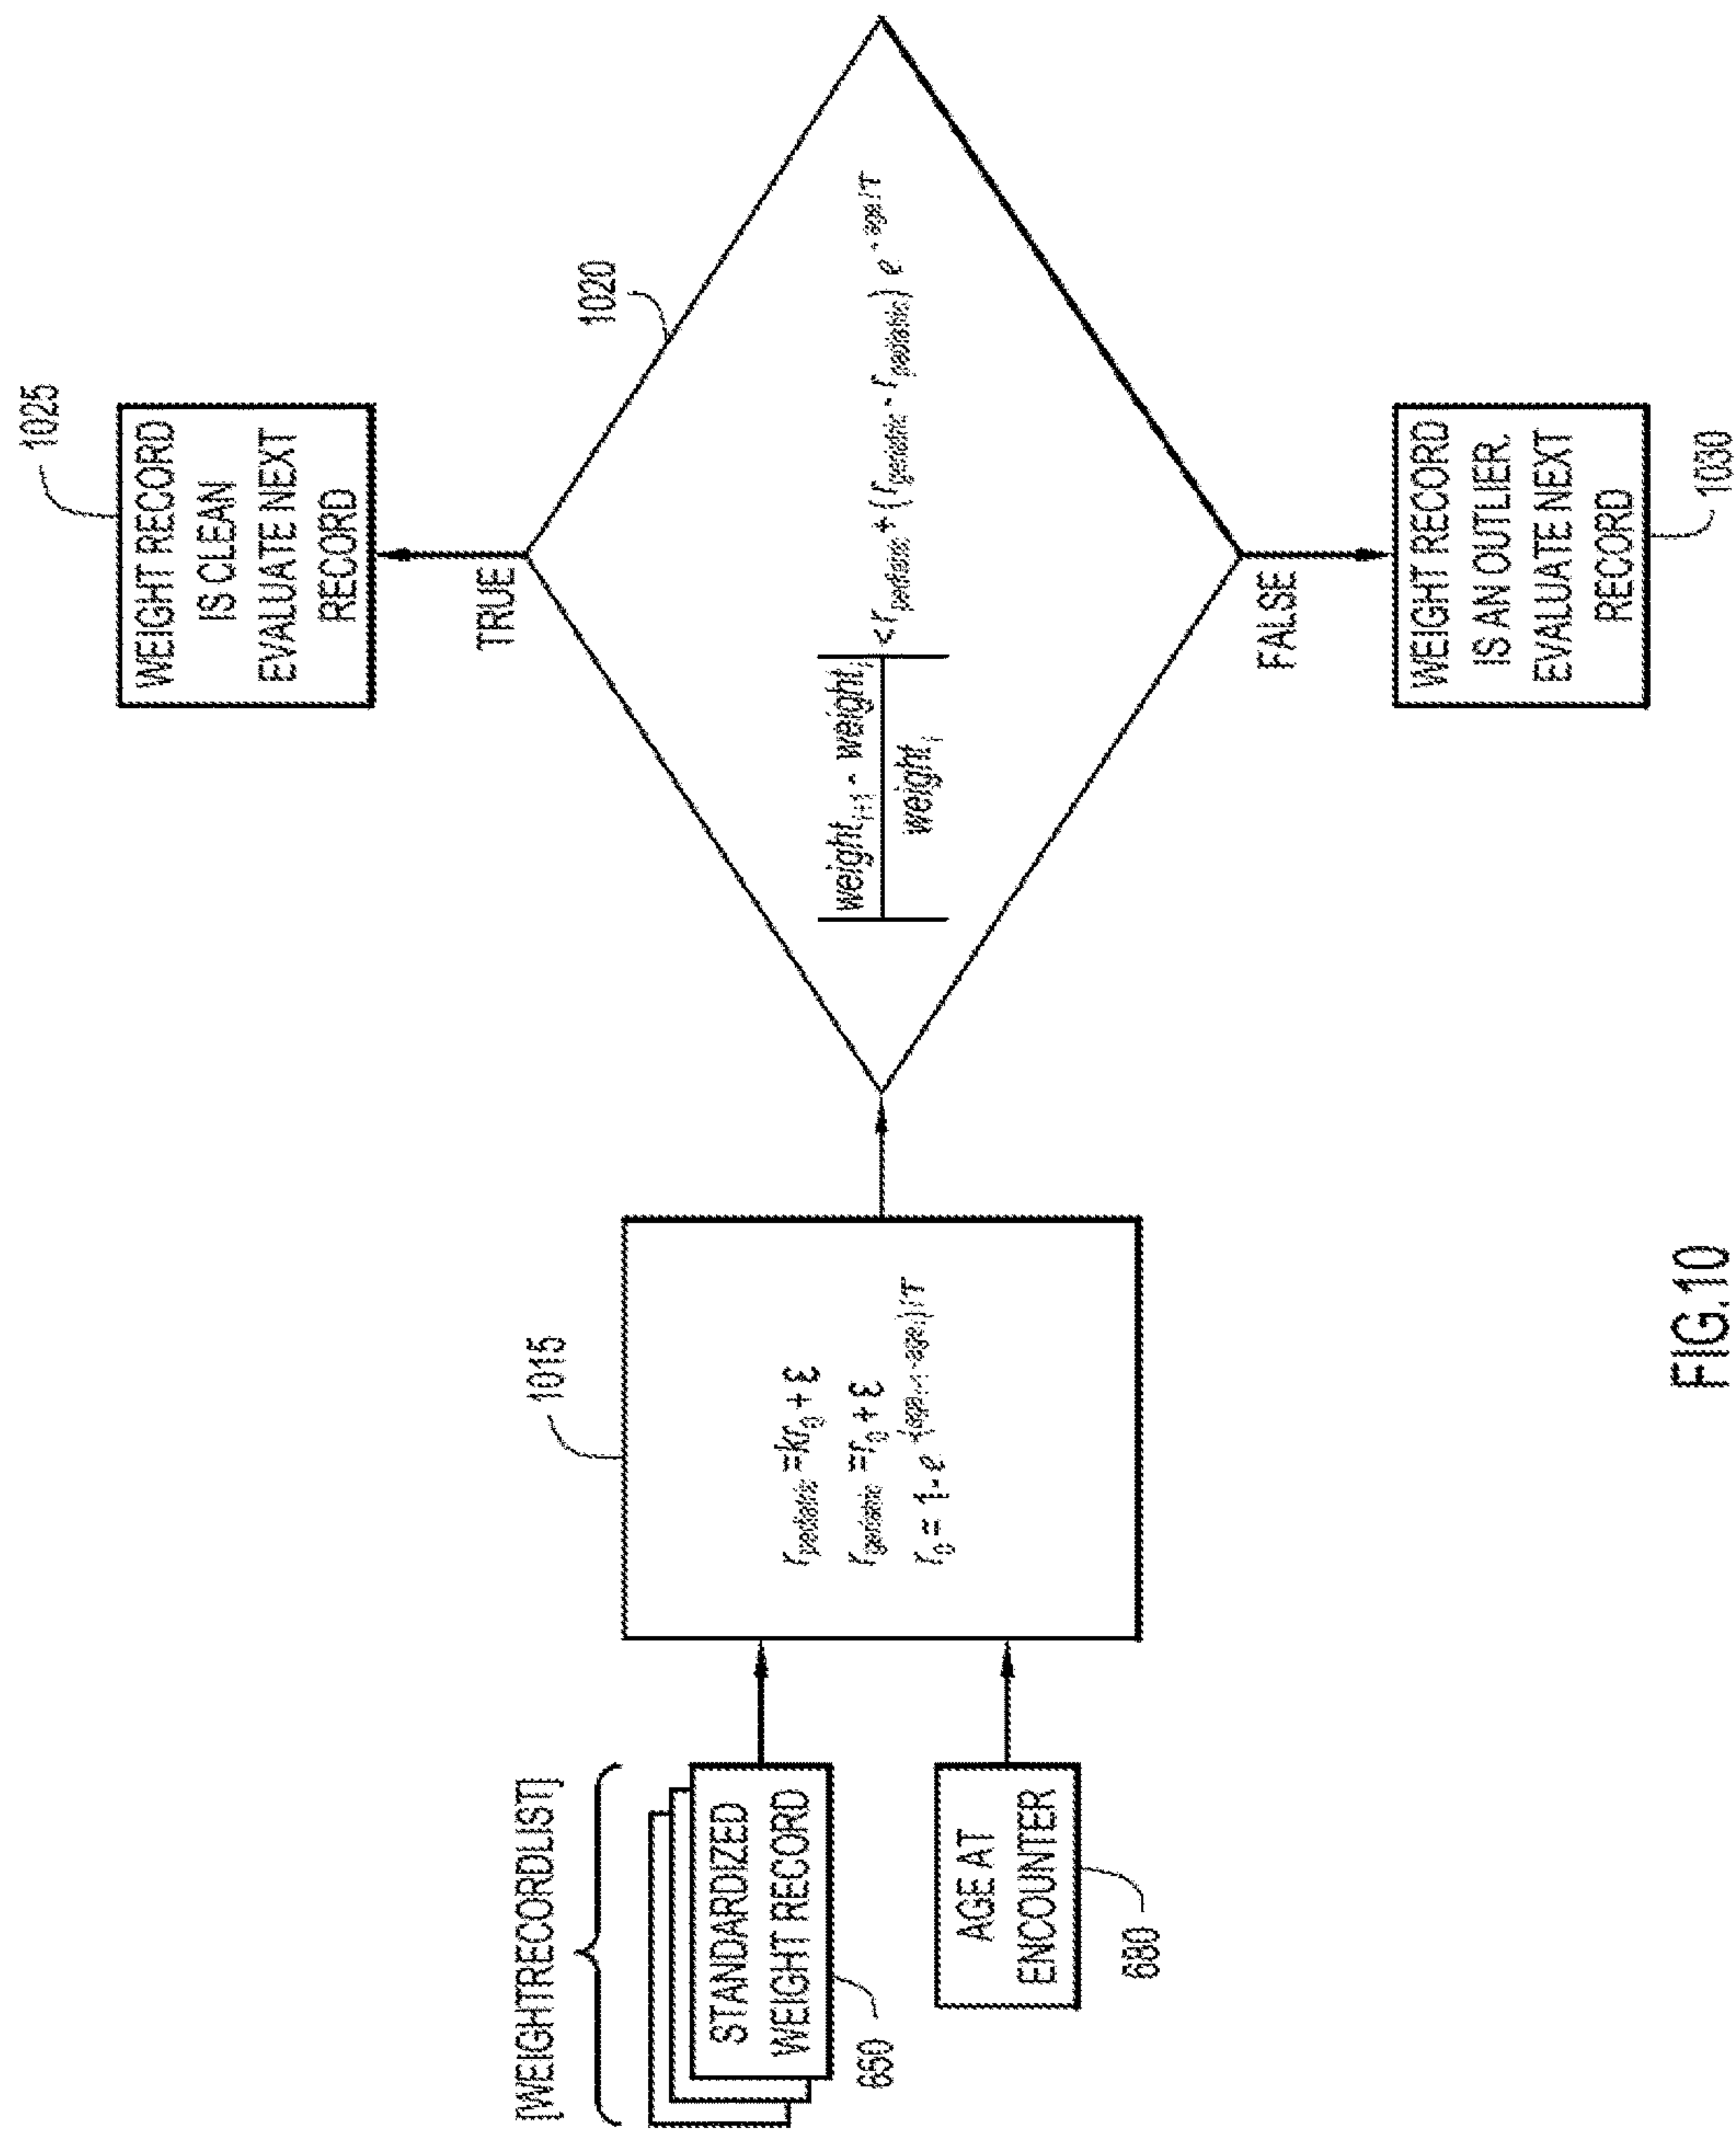 [WEIGHTRECORDLIST]
STANDARDIZED
WEIGHT RECORD
660
AGE AT
ENCOUNTER
680
1015
r_pediatric = kr_0 + ε
r_geriatric = r_0 + ε
r_0 = 1 - e^-(age_i+1 - age_i)/τ
1020
|(weight_i+1 - weight_i) / weight_i| < r_pediatric + (r_geriatric - r_pediatric) e^-age/τ
TRUE
1025
WEIGHT RECORD
IS CLEAN
EVALUATE NEXT
RECORD
FALSE
WEIGHT RECORD
IS AN OUTLIER.
EVALUATE NEXT
RECORD
1030
FIG.10